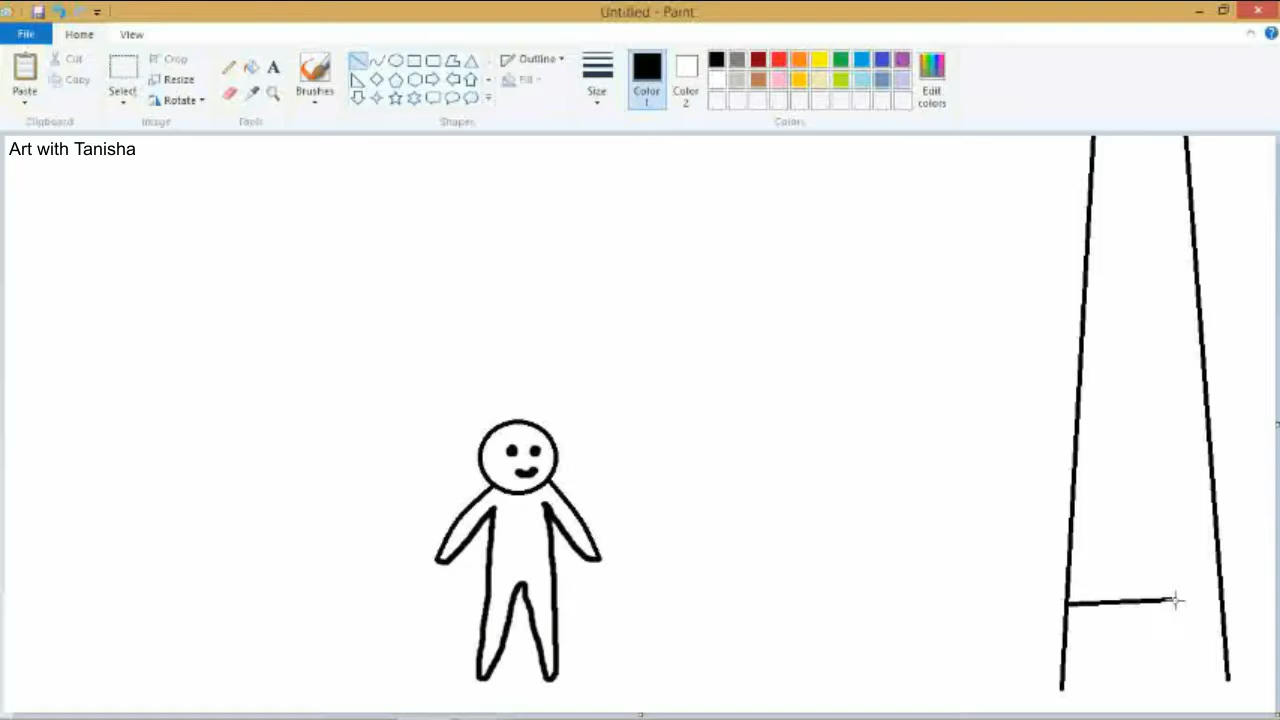 Untitled - Paint
File Home View
Cut
Copy
Paste
Clipboard
Crop
Resize
Rotate
Select
Image
A
Tools
Brushes
Outline
Fill
Shapes
Size
Color 1
Color 2
Edit colors
Colors
Art with Tanisha